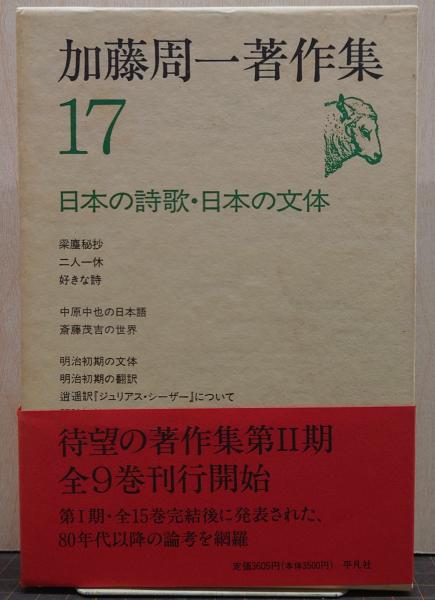 加藤周一著作集
17
日本の詩歌・日本の文体
梁塵秘抄
二人一休
好きな詩
中原中也の日本語
斎藤茂吉の世界
明治初期の文体
明治初期の翻訳
逍遥訳『ジュリアス・シーザー』について
待望の著作集第II期
全9巻刊行開始
第I期・全15巻完結後に発表された、
80年代以降の論考を網羅
定価3605円(本体3500円) 平凡社